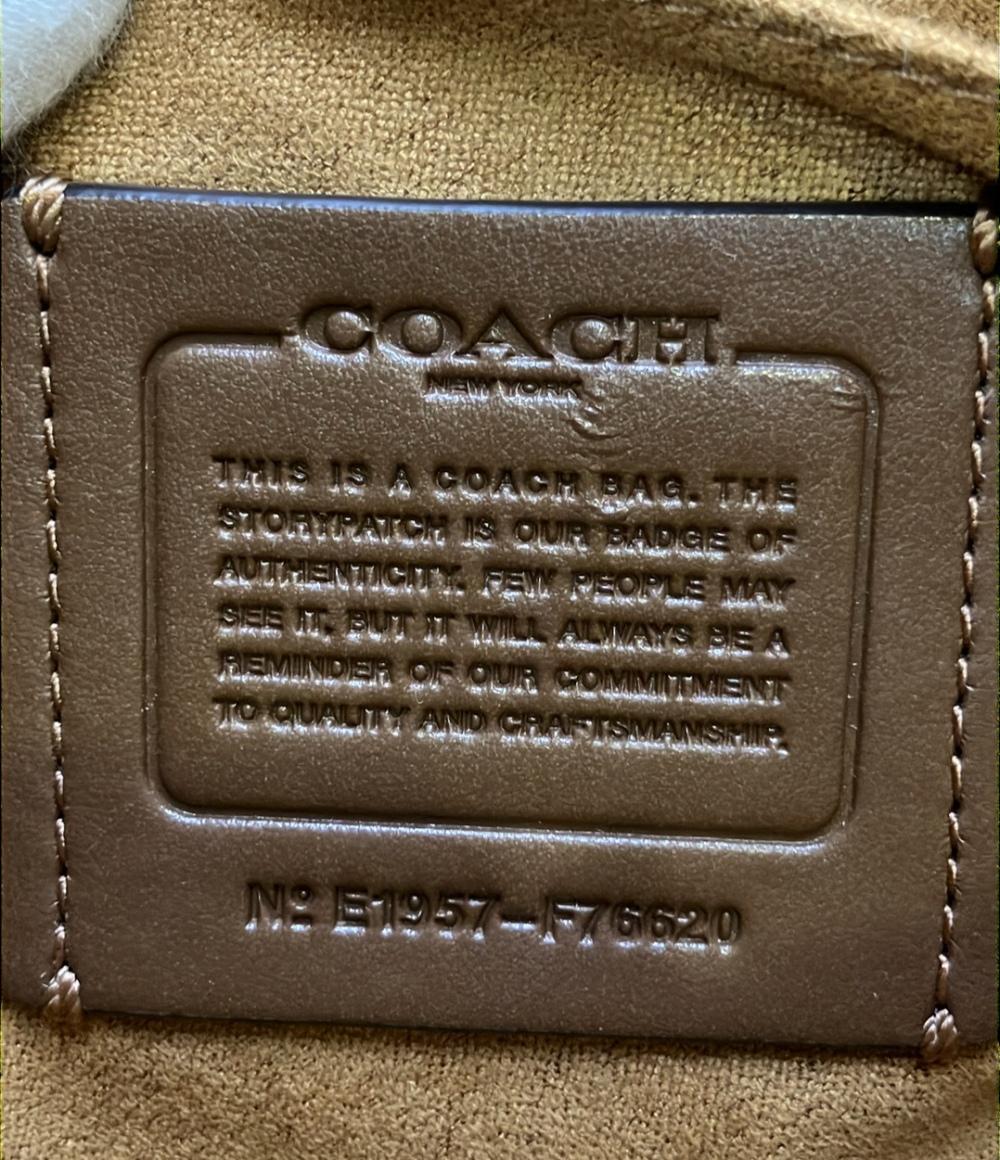 COACH
NEW YORK
THIS IS A COACH BAG. THE
STORYPATCH IS OUR BADGE OF
AUTHENTICITY. FEW PEOPLE MAY
SEE IT, BUT IT WILL ALWAYS BE A
REMINDER OF OUR COMMITMENT
TO QUALITY AND CRAFTSMANSHIP.
Nº E1957-F76620